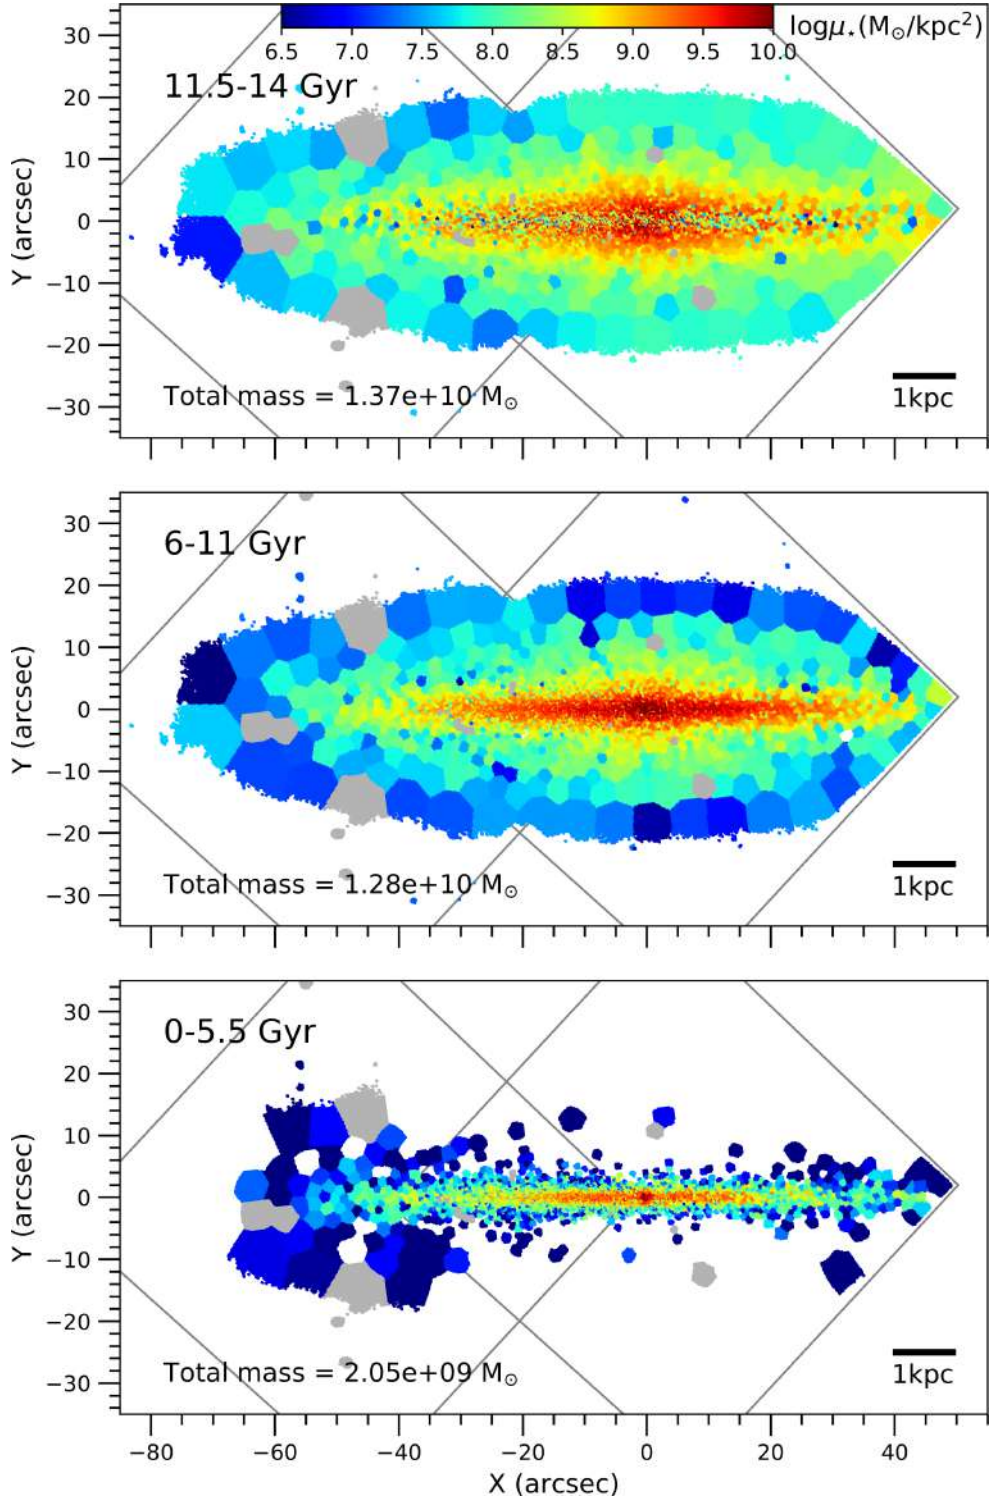 logμ⋆(M⊙/kpc²)
6.5 7.0 7.5 8.0 8.5 9.0 9.5 10.0
11.5-14 Gyr
30
20
10
0
−10
−20
−30
Y (arcsec)
Total mass = 1.37e+10 M⊙
1kpc
6-11 Gyr
30
20
10
0
−10
−20
−30
Y (arcsec)
Total mass = 1.28e+10 M⊙
1kpc
0-5.5 Gyr
30
20
10
0
−10
−20
−30
Y (arcsec)
Total mass = 2.05e+09 M⊙
1kpc
−80 −60 −40 −20 0 20 40
X (arcsec)